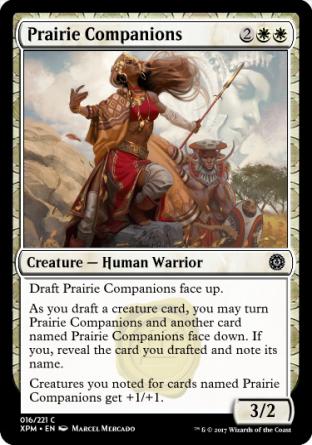 Prairie Companions 2
Creature — Human Warrior
Draft Prairie Companions face up.
As you draft a creature card, you may turn
Prairie Companions and another card
named Prairie Companions face down. If
you, reveal the card you drafted and note its
name.
Creatures you noted for cards named Prairie
Companions get +1/+1.
3/2
016/221 C
XPM • EN MARCEL MERCADO
™ & © 2017 Wizards of the Coast